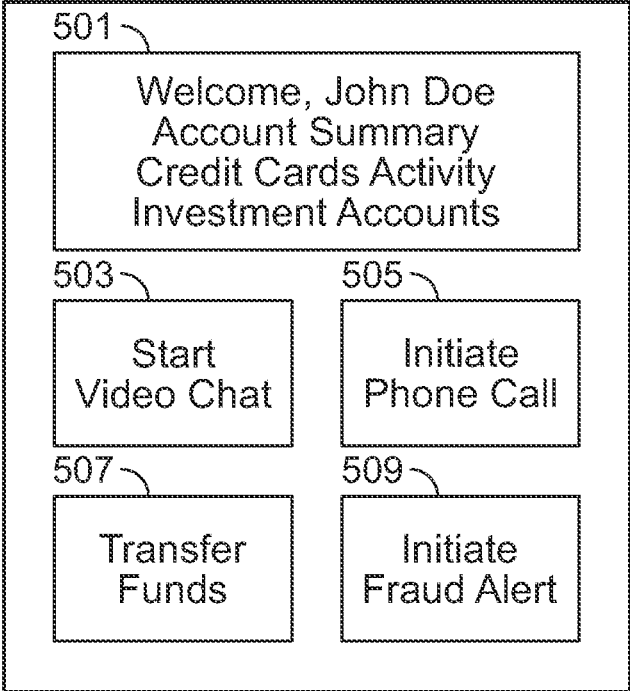 501
Welcome, John Doe
Account Summary
Credit Cards Activity
Investment Accounts
503
Start
Video Chat
505
Initiate
Phone Call
507
Transfer
Funds
509
Initiate
Fraud Alert